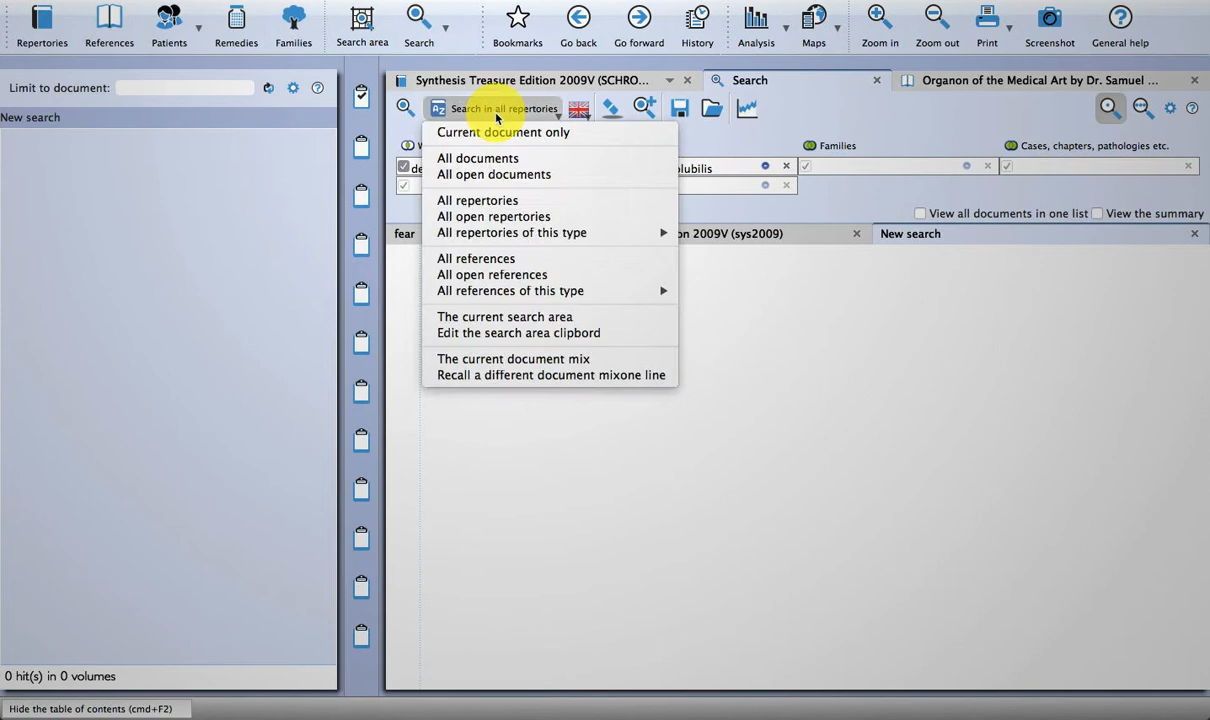 Repertories
References
Patients
Remedies
Families
Search area
Search
Bookmarks
Go back
Go forward
History
Analysis
Maps
Zoom in
Zoom out
Print
Screenshot
General help
Limit to document:
New search
0 hit(s) in 0 volumes
Hide the table of contents (cmd+F2)
Synthesis Treasure Edition 2009V (SCHRO...
Search
Organon of the Medical Art by Dr. Samuel ...
Search in all repertories
Current document only
All documents
All open documents
All repertories
All open repertories
All repertories of this type
All references
All open references
All references of this type
The current search area
Edit the search area clipbord
The current document mix
Recall a different document mixone line
Families
Cases, chapters, pathologies etc.
de
olubilis
View all documents in one list
View the summary
fear
on 2009V (sys2009)
New search